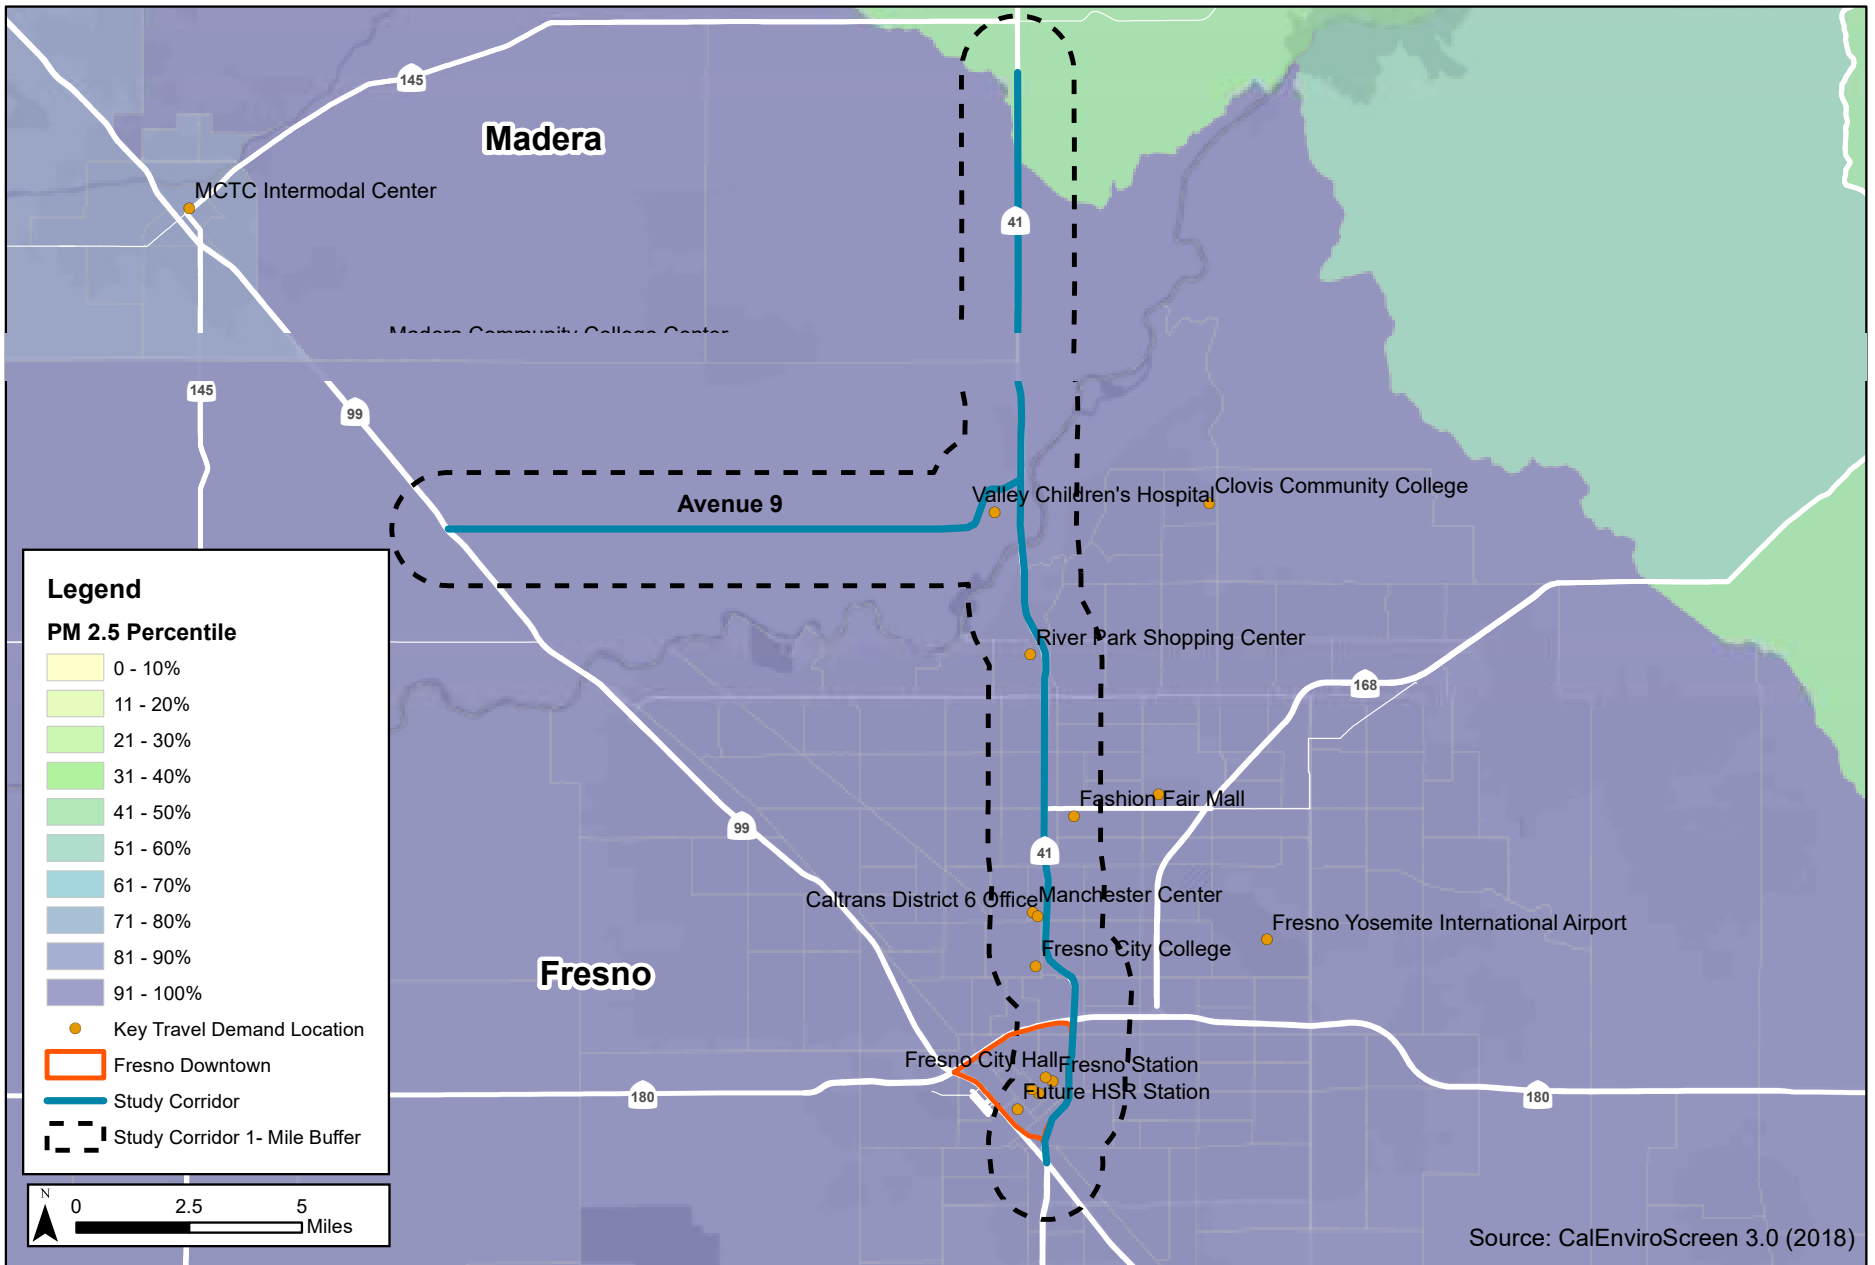 145
Madera
MCTC Intermodal Center
41
Madera Community College Center
145
99
Avenue 9
Valley Children's Hospital
Clovis Community College
Legend
PM 2.5 Percentile
0 - 10%
11 - 20%
21 - 30%
31 - 40%
41 - 50%
51 - 60%
61 - 70%
71 - 80%
81 - 90%
91 - 100%
Key Travel Demand Location
Fresno Downtown
Study Corridor
Study Corridor 1- Mile Buffer
River Park Shopping Center
168
Fashion Fair Mall
99
41
Caltrans District 6 Office
Manchester Center
Fresno Yosemite International Airport
Fresno City College
Fresno
Fresno City Hall
Fresno Station
Future HSR Station
180
180
N
0 2.5 5
Miles
Source: CalEnviroScreen 3.0 (2018)